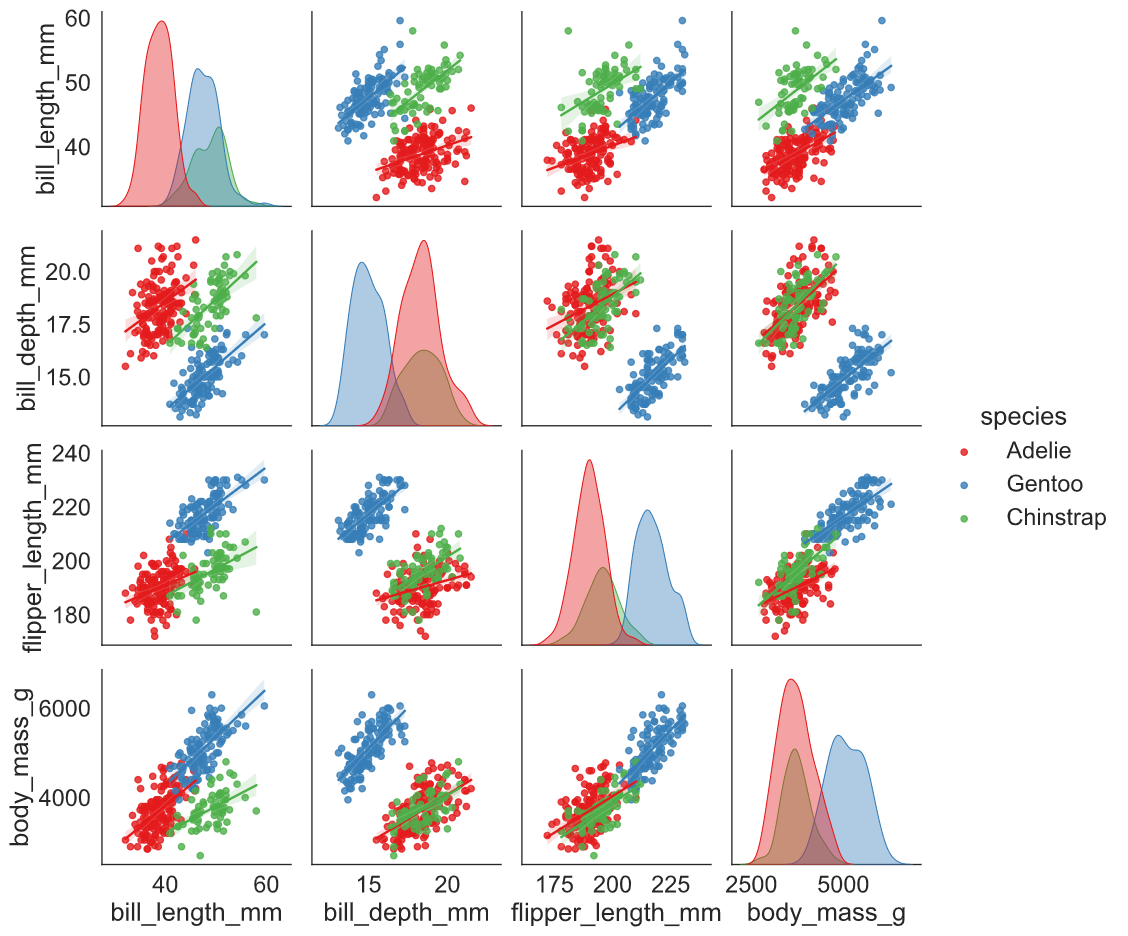 60
50
40
bill_length_mm
20.0
17.5
15.0
bill_depth_mm
species
Adelie
Gentoo
Chinstrap
240
220
200
180
flipper_length_mm
6000
4000
body_mass_g
40 60 15 20 175 200 225 2500 5000
bill_length_mm bill_depth_mm flipper_length_mm body_mass_g